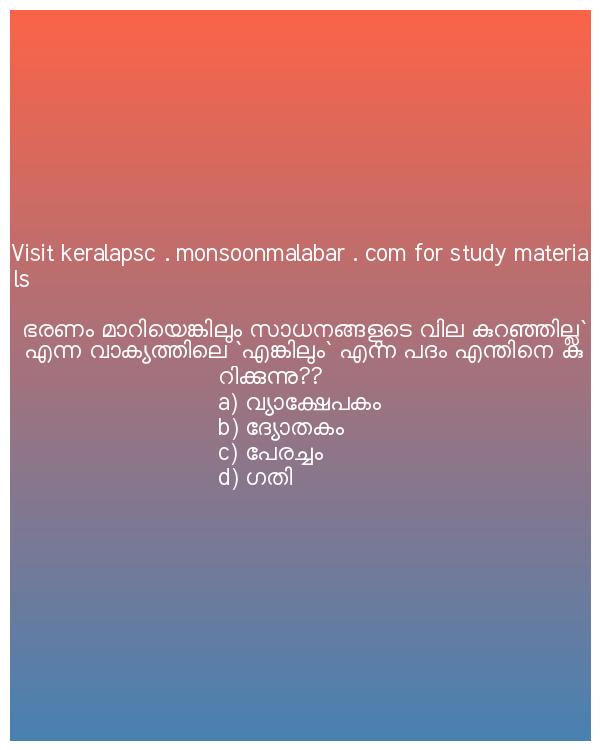 Visit keralapsc . monsoonmalabar . com for study materia
ls
ഭരണം മാറിയെങ്കിലും സാധനങ്ങളുടെ വില കുറഞ്ഞില്ല`
എന്ന വാക്യത്തിലെ `എങ്കിലും` എന്ന പദം എന്തിനെ കു
റിക്കുന്നു??
a) വ്യാക്ഷേപകം
b) ദ്യോതകം
c) പേരച്ചം
d) ഗതി